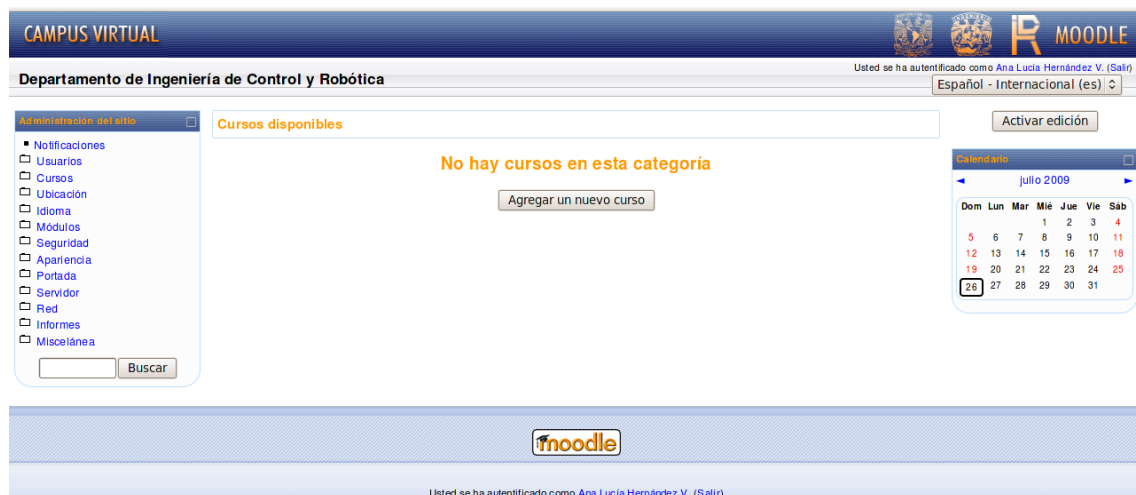 CAMPUS VIRTUAL
INGENIERIA
IR
MOODLE
Departamento de Ingeniería de Control y Robótica
Usted se ha autentificado como Ana Lucía Hernández V. (Salir)
Español - Internacional (es)
Administración del sitio
Notificaciones
Usuarios
Cursos
Ubicación
Idioma
Módulos
Seguridad
Apariencia
Portada
Servidor
Red
Informes
Miscelánea
Buscar
Cursos disponibles
No hay cursos en esta categoría
Agregar un nuevo curso
Activar edición
Calendario
◄ julio 2009 ►
Dom Lun Mar Mié Jue Vie Sáb
1 2 3 4
5 6 7 8 9 10 11
12 13 14 15 16 17 18
19 20 21 22 23 24 25
26 27 28 29 30 31
moodle
Usted se ha autentificado como Ana Lucía Hernández V. (Salir)